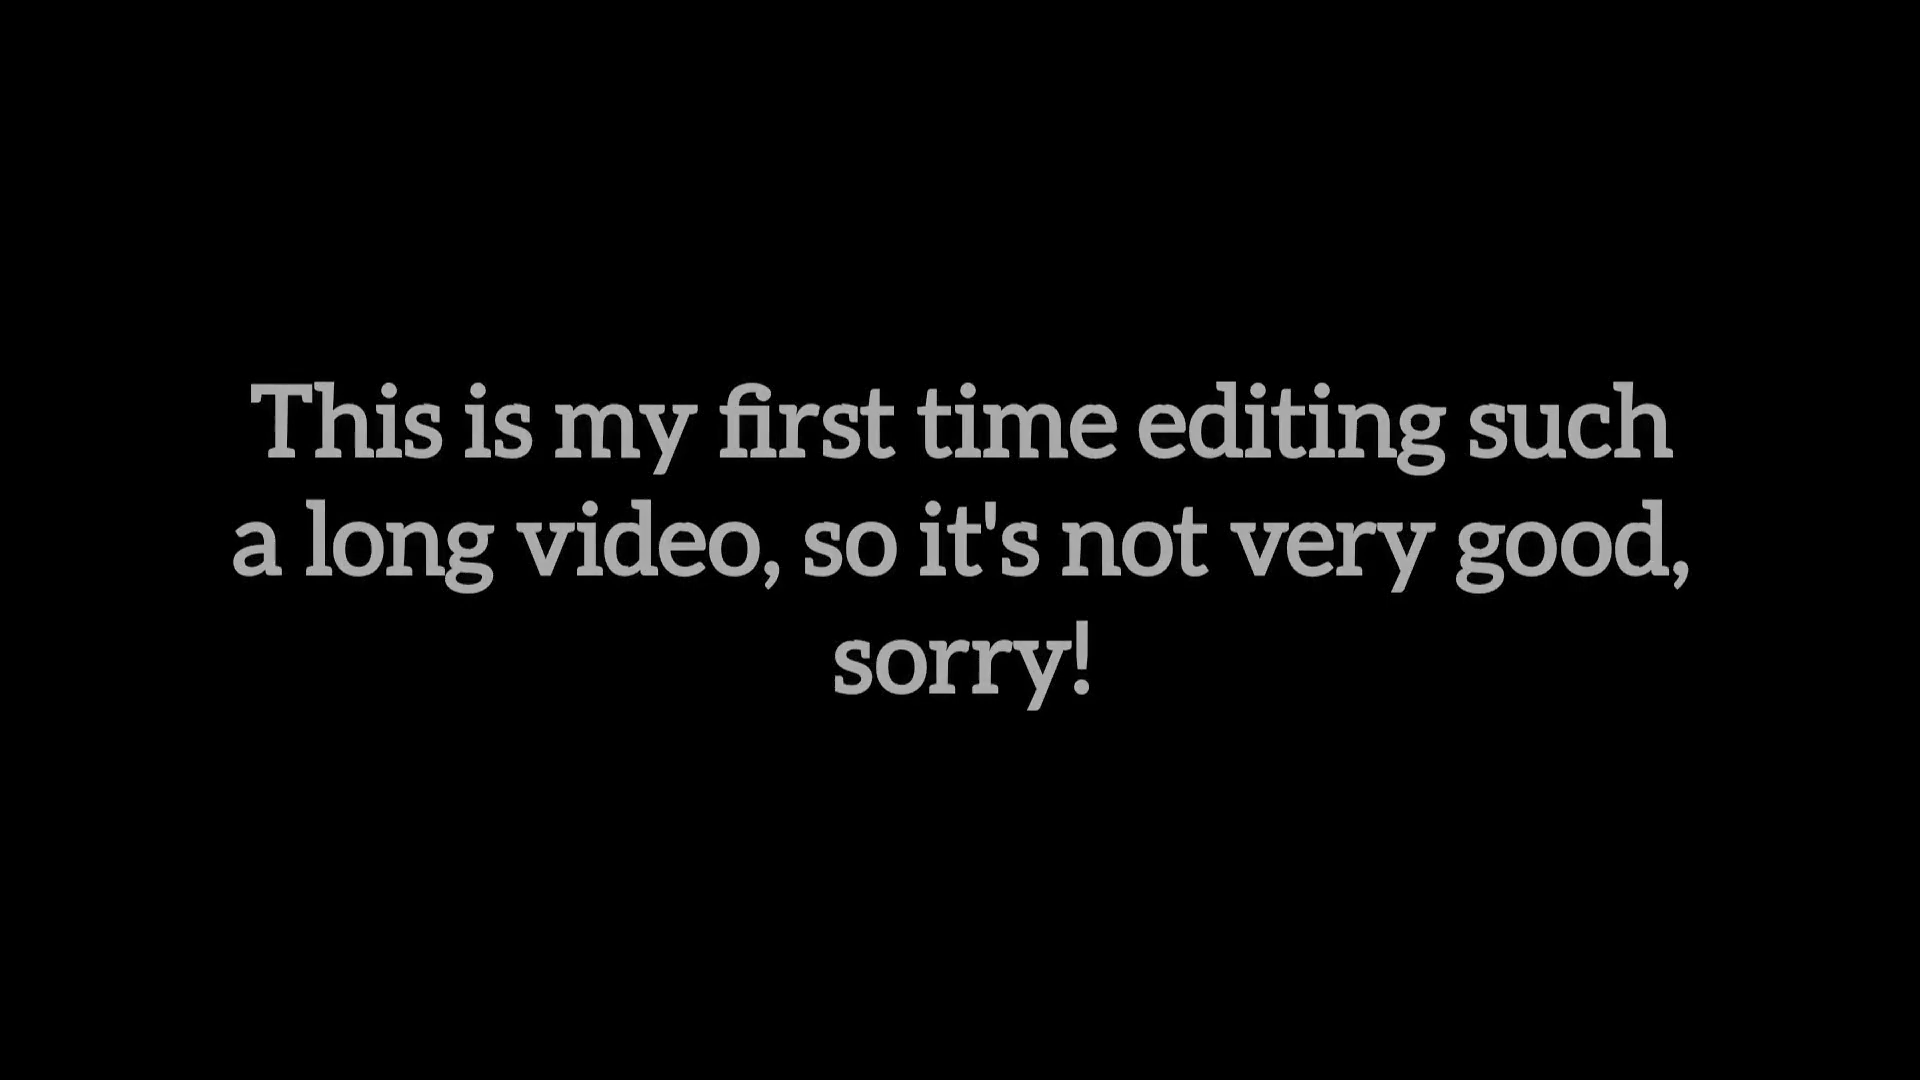 This is my first time editing such
a long video, so it's not very good,
sorry!